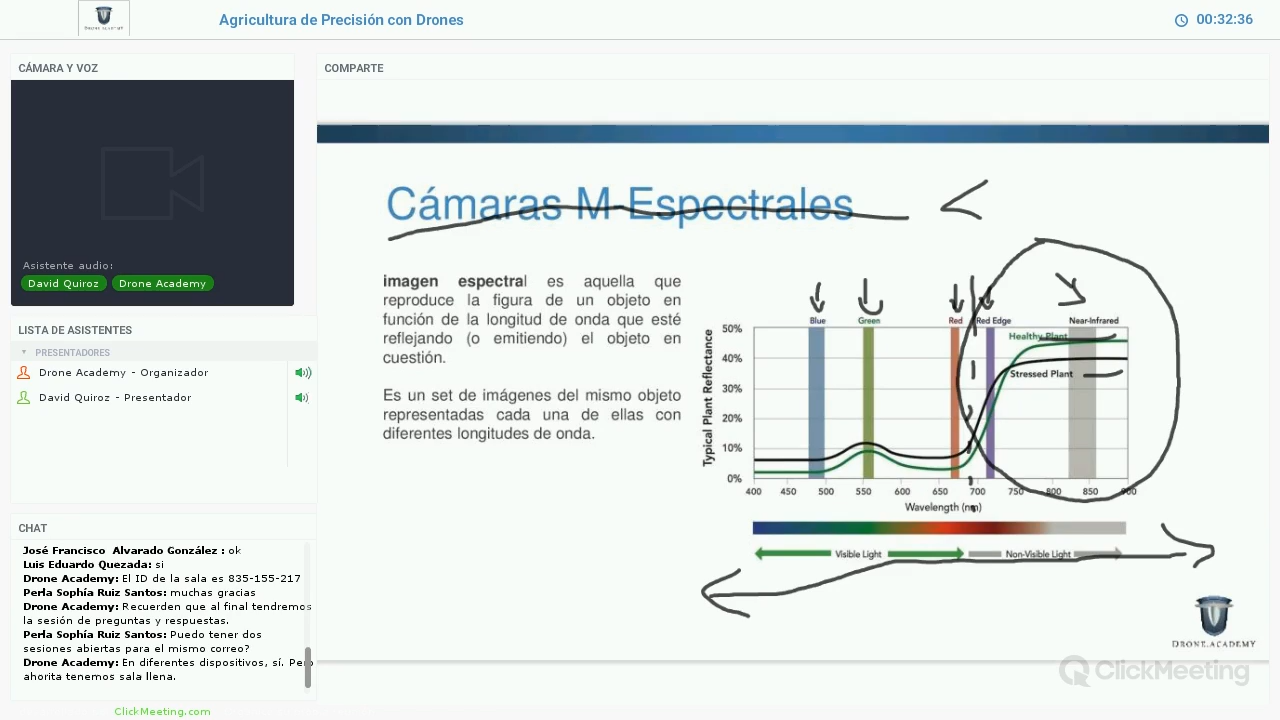 DRONE ACADEMY
Agricultura de Precisión con Drones
00:32:36
CÁMARA Y VOZ
Asistente audio:
David Quiroz
Drone Academy
LISTA DE ASISTENTES
PRESENTADORES
Drone Academy - Organizador
David Quiroz - Presentador
CHAT
José Francisco Alvarado González : ok
Luis Eduardo Quezada: si
Drone Academy: El ID de la sala es 835-155-217
Perla Sophía Ruiz Santos: muchas gracias
Drone Academy: Recuerden que al final tendremos
la sesión de preguntas y respuestas.
Perla Sophía Ruiz Santos: Puedo tener dos
sesiones abiertas para el mismo correo?
Drone Academy: En diferentes dispositivos, sí. Pero
ahorita tenemos sala llena.
ClickMeeting.com
COMPARTE
Cámaras M-Espectrales
imagen espectral es aquella que
reproduce la figura de un objeto en
función de la longitud de onda que esté
reflejando (o emitiendo) el objeto en
cuestión.
Es un set de imágenes del mismo objeto
representadas cada una de ellas con
diferentes longitudes de onda.
Blue
Green
Red
Red Edge
Near-Infrared
Healthy Plant
Stressed Plant
Typical Plant Reflectance
50%
40%
30%
20%
10%
0%
400 450 500 550 600 650 700 750 800 850 900
Wavelength (nm)
Visible Light
Non-Visible Light
DRONE.ACADEMY
ClickMeeting